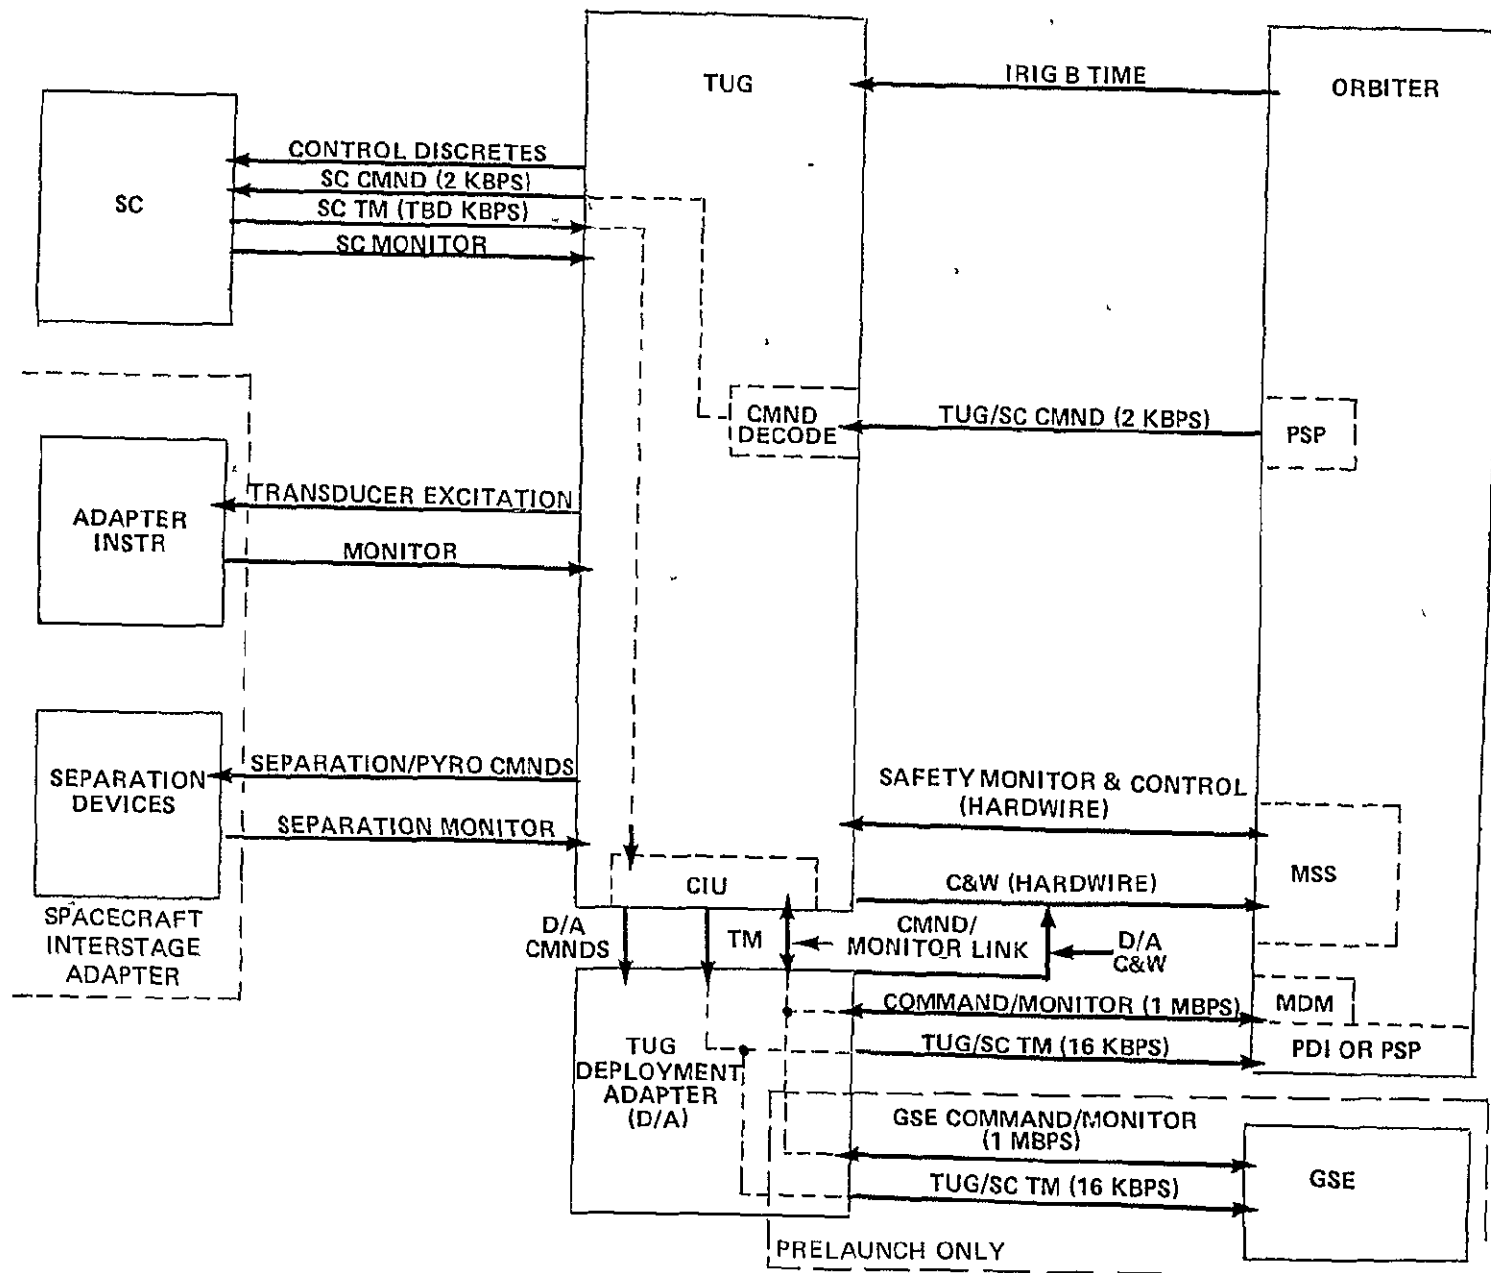 TUG
IRIG B TIME
ORBITER
SC
CONTROL DISCRETES
SC CMND (2 KBPS)
SC TM (TBD KBPS)
SC MONITOR
CMND
DECODE
TUG/SC CMND (2 KBPS)
PSP
ADAPTER
INSTR
TRANSDUCER EXCITATION
MONITOR
SEPARATION
DEVICES
SEPARATION/PYRO CMNDS
SEPARATION MONITOR
SAFETY MONITOR & CONTROL
(HARDWIRE)
MSS
CIU
C&W (HARDWIRE)
SPACECRAFT
INTERSTAGE
ADAPTER
D/A
CMNDS
TM
CMND/
MONITOR LINK
D/A
C&W
COMMAND/MONITOR (1 MBPS)
MDM
TUG/SC TM (16 KBPS)
PDI OR PSP
TUG
DEPLOYMENT
ADAPTER
(D/A)
GSE COMMAND/MONITOR
(1 MBPS)
TUG/SC TM (16 KBPS)
GSE
PRELAUNCH ONLY